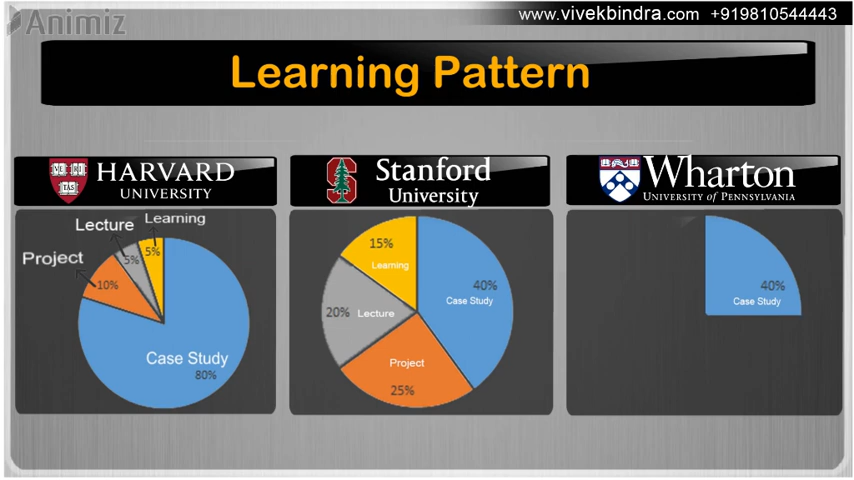 Animiz
www.vivekbindra.com +919810544443
Learning Pattern
HARVARD
UNIVERSITY
Stanford
University
Wharton
UNIVERSITY of PENNSYLVANIA
Learning
Lecture
Project
5%
5%
10%
Case Study
80%
15%
Learning
40%
Case Study
20% Lecture
Project
25%
40%
Case Study